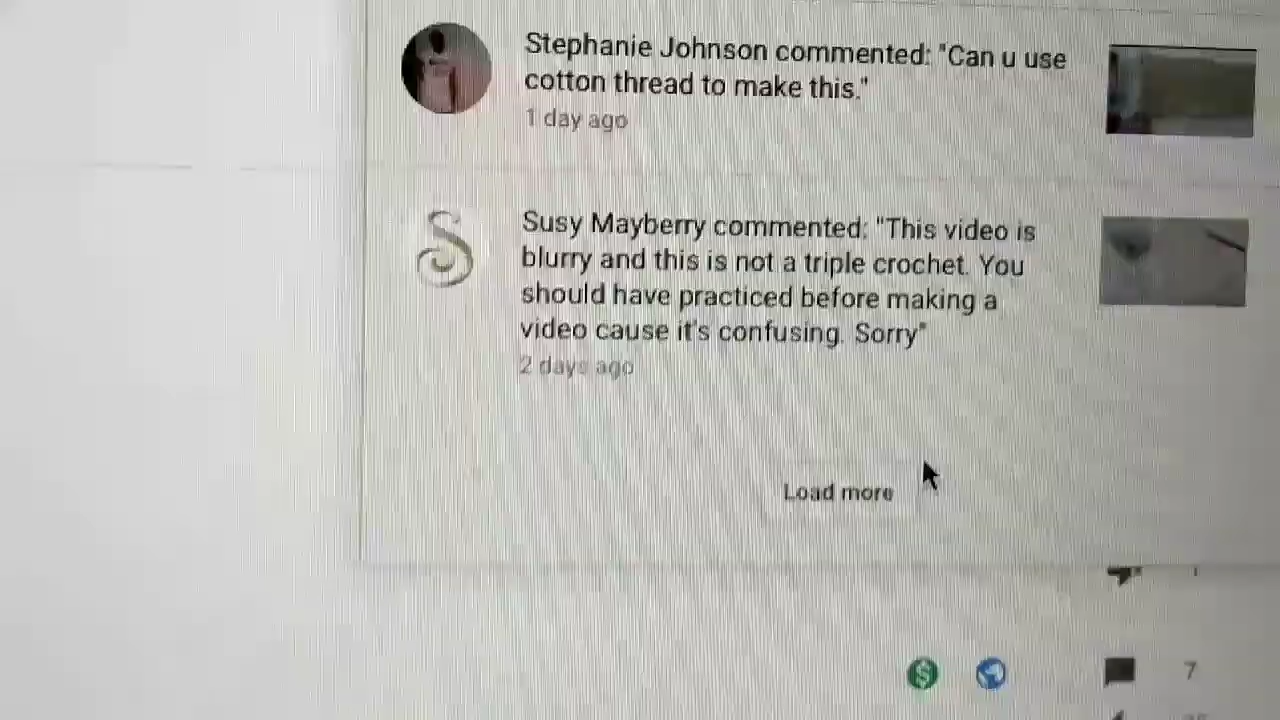 Stephanie Johnson commented: "Can u use
cotton thread to make this."
1 day ago
Susy Mayberry commented: "This video is
blurry and this is not a triple crochet. You
should have practiced before making a
video cause it's confusing. Sorry"
2 days ago
Load more
7